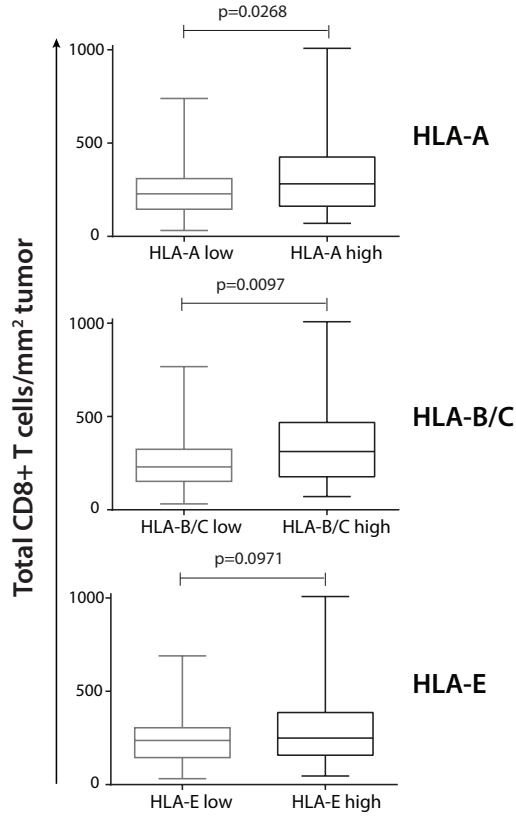 p=0.0268
1000
500
0
HLA-A low
HLA-A high
HLA-A
p=0.0097
1000
500
0
HLA-B/C low
HLA-B/C high
HLA-B/C
p=0.0971
1000
500
0
HLA-E low
HLA-E high
HLA-E
Total CD8+ T cells/mm² tumor